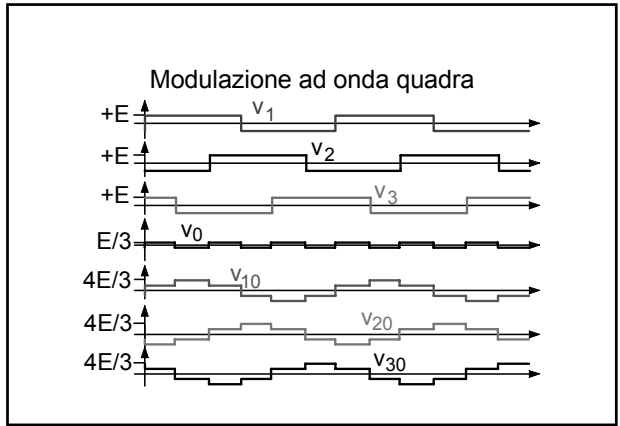 Modulazione ad onda quadra
+E v1
+E v2
+E v3
E/3 v0
4E/3 v10
4E/3 v20
4E/3 v30